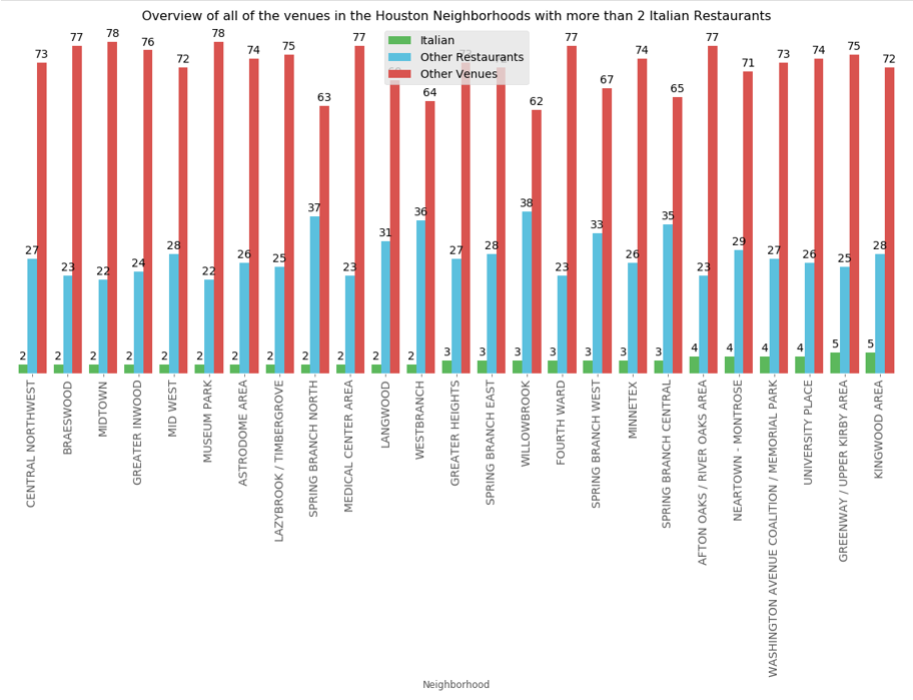 Overview of all of the venues in the Houston Neighborhoods with more than 2 Italian Restaurants
Italian
Other Restaurants
Other Venues
73 77 78 76 72 78 74 75 63 77 64 62 77 67 74 65 77 71 73 74 75 72
27 23 22 24 28 22 26 25 37 23 31 36 27 28 38 23 33 26 35 23 29 27 26 25 28
2 2 2 2 2 2 2 2 2 2 2 2 3 3 3 3 3 3 3 4 4 4 4 5 5
CENTRAL NORTHWEST
BRAESWOOD
MIDTOWN
GREATER INWOOD
MID WEST
MUSEUM PARK
ASTRODOME AREA
LAZYBROOK / TIMBERGROVE
SPRING BRANCH NORTH
MEDICAL CENTER AREA
LANGWOOD
WESTBRANCH
GREATER HEIGHTS
SPRING BRANCH EAST
WILLOWBROOK
FOURTH WARD
SPRING BRANCH WEST
MINNETEX
SPRING BRANCH CENTRAL
AFTON OAKS / RIVER OAKS AREA
NEARTOWN - MONTROSE
WASHINGTON AVENUE COALITION / MEMORIAL PARK
UNIVERSITY PLACE
GREENWAY / UPPER KIRBY AREA
KINGWOOD AREA
Neighborhood